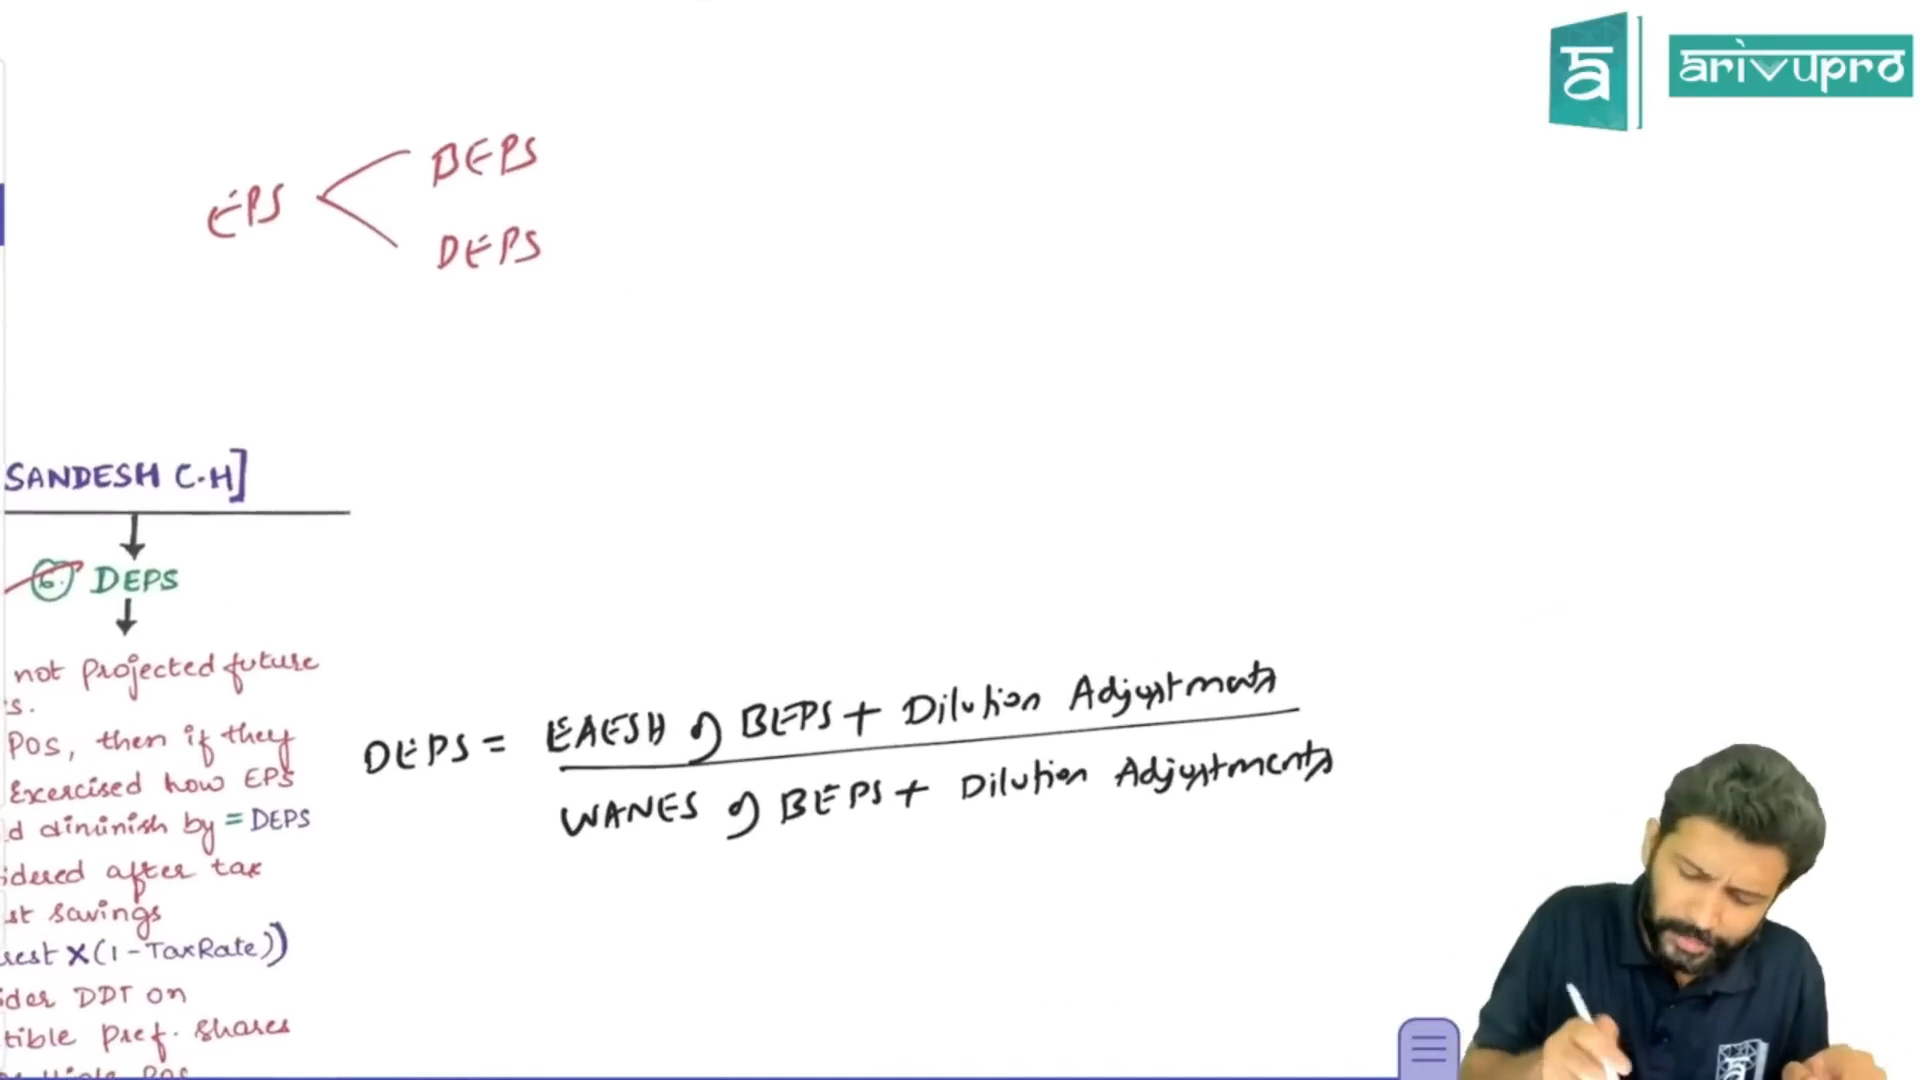 ā arivupro
BEPS
EPS
DEPS
SANDESH C.H]
6. DEPS
not Projected future
's.
POS, then if they
Exercised how EPS
d diminish by = DEPS
idered after tax
st savings
rest X (1 - Tax Rate))
ider DDT on
tible Pref. shares
DEPS = EAESH of BEPS + Dilution Adjustments
WANES of BEPS + Dilution Adjustments